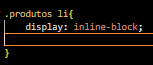 .produtos li{
display: inline-block;
}